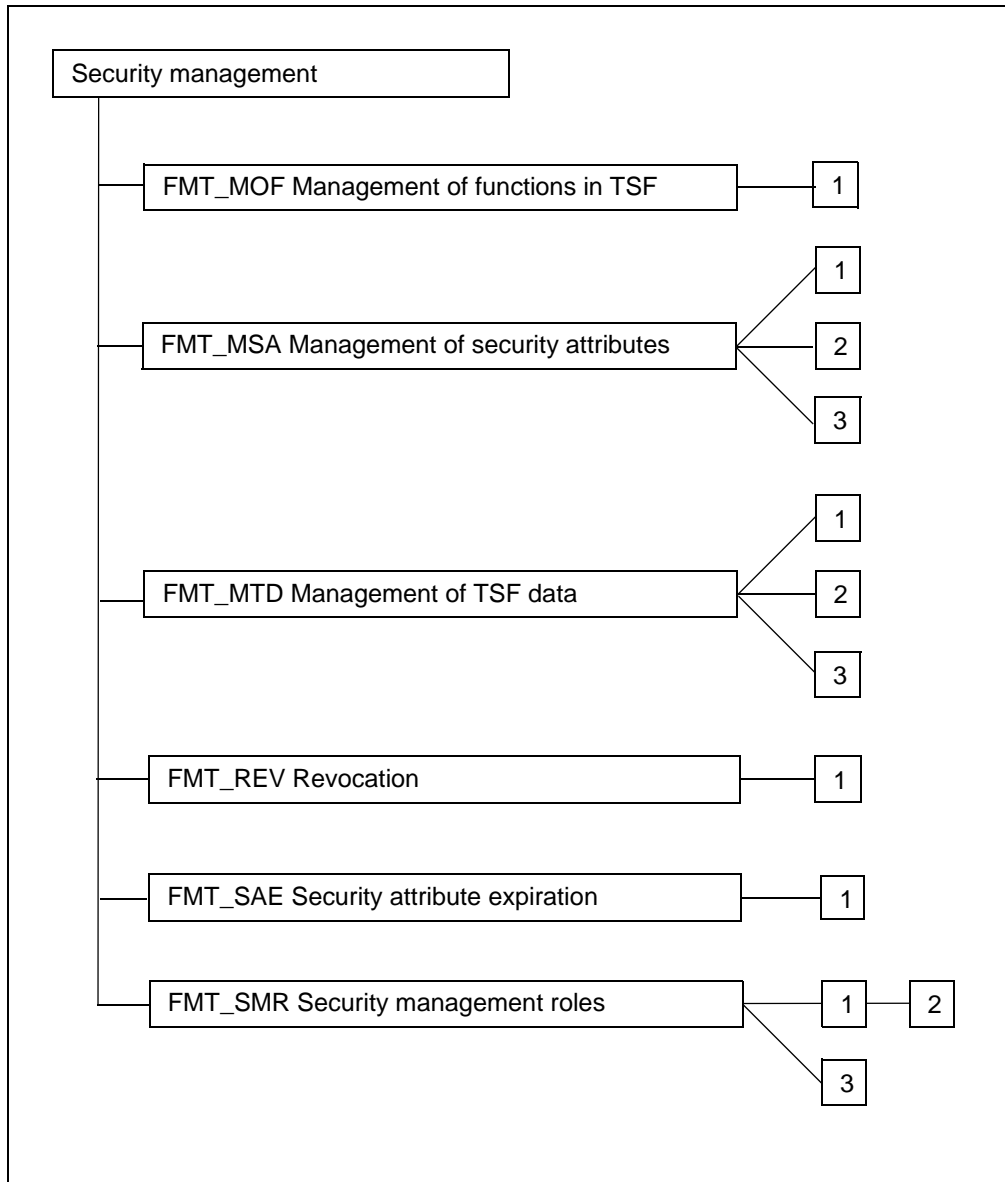 Security management
FMT_MOF Management of functions in TSF 1
1
FMT_MSA Management of security attributes 2
3
1
FMT_MTD Management of TSF data 2
3
FMT_REV Revocation 1
FMT_SAE Security attribute expiration 1
FMT_SMR Security management roles 1 2
3